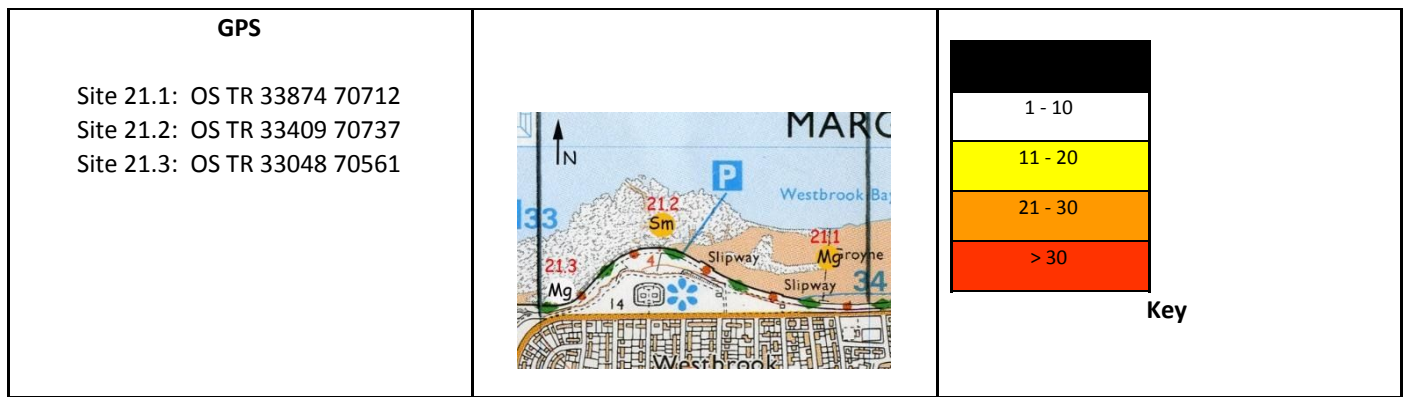 GPS
Site 21.1: OS TR 33874 70712
Site 21.2: OS TR 33409 70737
Site 21.3: OS TR 33048 70561
MARG
N
P
Westbrook Ba
33
21.2
Sm
21.1
Slipway
Mg
Groyne
21.3
4
Mg
Slipway
34
14
4
Westbrook
1 - 10
11 - 20
21 - 30
> 30
Key